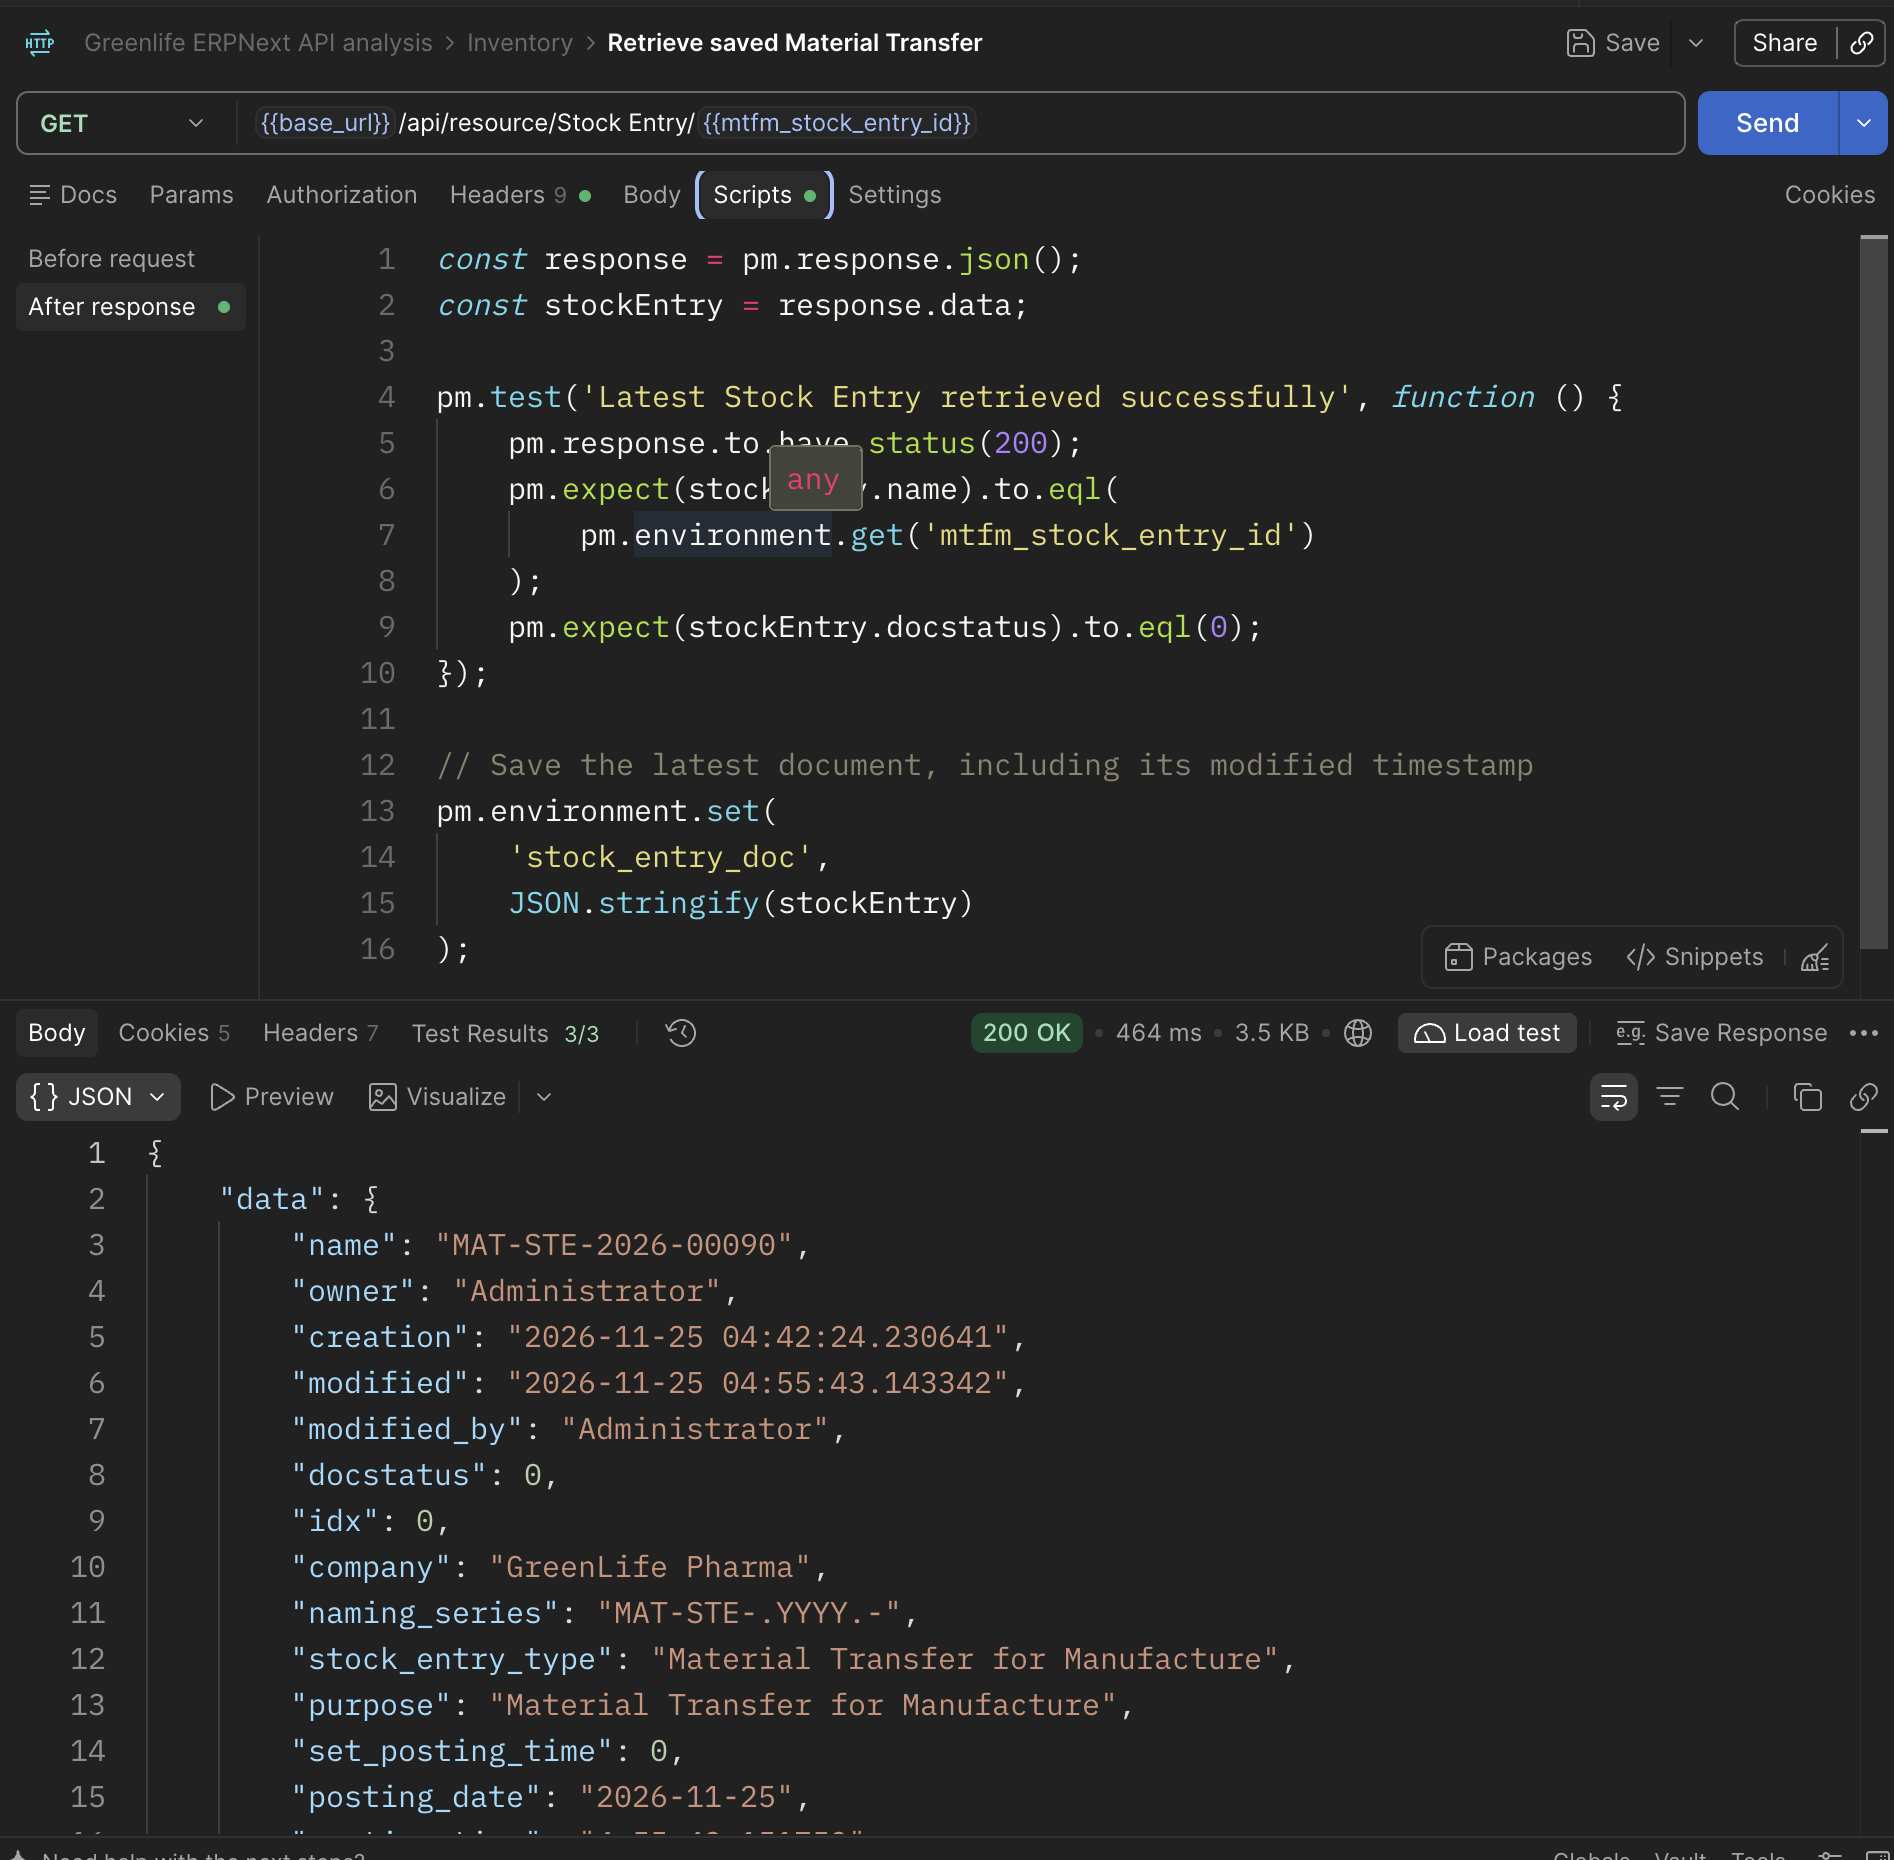 HTTP Greenlife ERPNext API analysis > Inventory > Retrieve saved Material Transfer Save Share
GET {{base_url}} /api/resource/Stock Entry/ {{mtfm_stock_entry_id}} Send
Docs Params Authorization Headers 9 Body Scripts Settings Cookies
Before request
After response
1 const response = pm.response.json();
2 const stockEntry = response.data;
3
4 pm.test('Latest Stock Entry retrieved successfully', function () {
5 pm.response.to.have.status(200);
any
6 pm.expect(stock .name).to.eql(
7 pm.environment.get('mtfm_stock_entry_id')
8 );
9 pm.expect(stockEntry.docstatus).to.eql(0);
10 });
11
12 // Save the latest document, including its modified timestamp
13 pm.environment.set(
14 'stock_entry_doc',
15 JSON.stringify(stockEntry)
16 );
Packages </> Snippets
Body Cookies 5 Headers 7 Test Results 3/3 200 OK • 464 ms • 3.5 KB • Load test e.g. Save Response
{} JSON Preview Visualize
1 {
2 "data": {
3 "name": "MAT-STE-2026-00090",
4 "owner": "Administrator",
5 "creation": "2026-11-25 04:42:24.230641",
6 "modified": "2026-11-25 04:55:43.143342",
7 "modified_by": "Administrator",
8 "docstatus": 0,
9 "idx": 0,
10 "company": "GreenLife Pharma",
11 "naming_series": "MAT-STE-.YYYY.-",
12 "stock_entry_type": "Material Transfer for Manufacture",
13 "purpose": "Material Transfer for Manufacture",
14 "set_posting_time": 0,
15 "posting_date": "2026-11-25",
Need help with the next steps? Globals Vault Tools